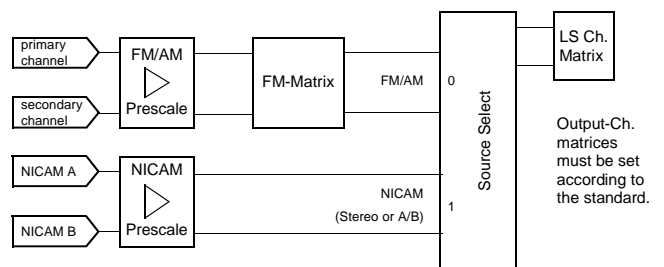 primary
channel
secondary
channel
FM/AM
Prescale
FM-Matrix
FM/AM
0
NICAM A
NICAM B
NICAM
Prescale
NICAM
(Stereo or A/B)
1
Source Select
LS Ch.
Matrix
Output-Ch.
matrices
must be set
according to
the standard.